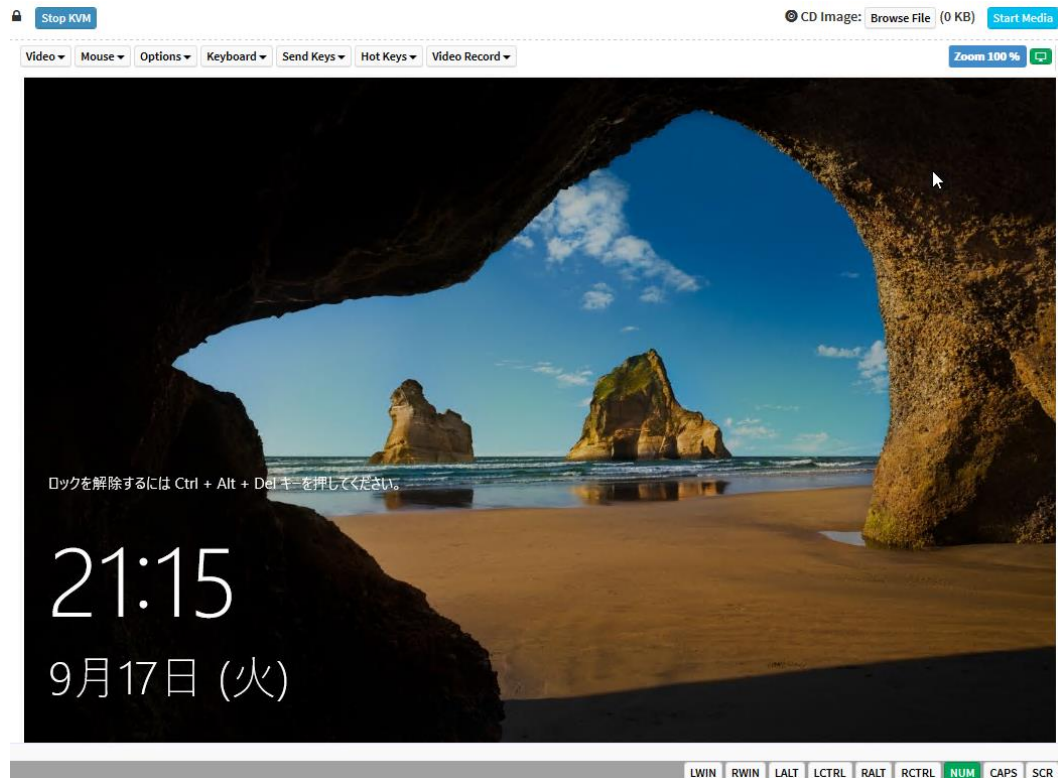 Stop KVM
CD Image: Browse File (0 KB) Start Media
Video Mouse Options Keyboard Send Keys Hot Keys Video Record Zoom 100 %
ロックを解除するには Ctrl + Alt + Del キーを押してください。
21:15
9月17日 (火)
LWIN RWIN LALT LCTRL RALT RCTRL NUM CAPS SCR